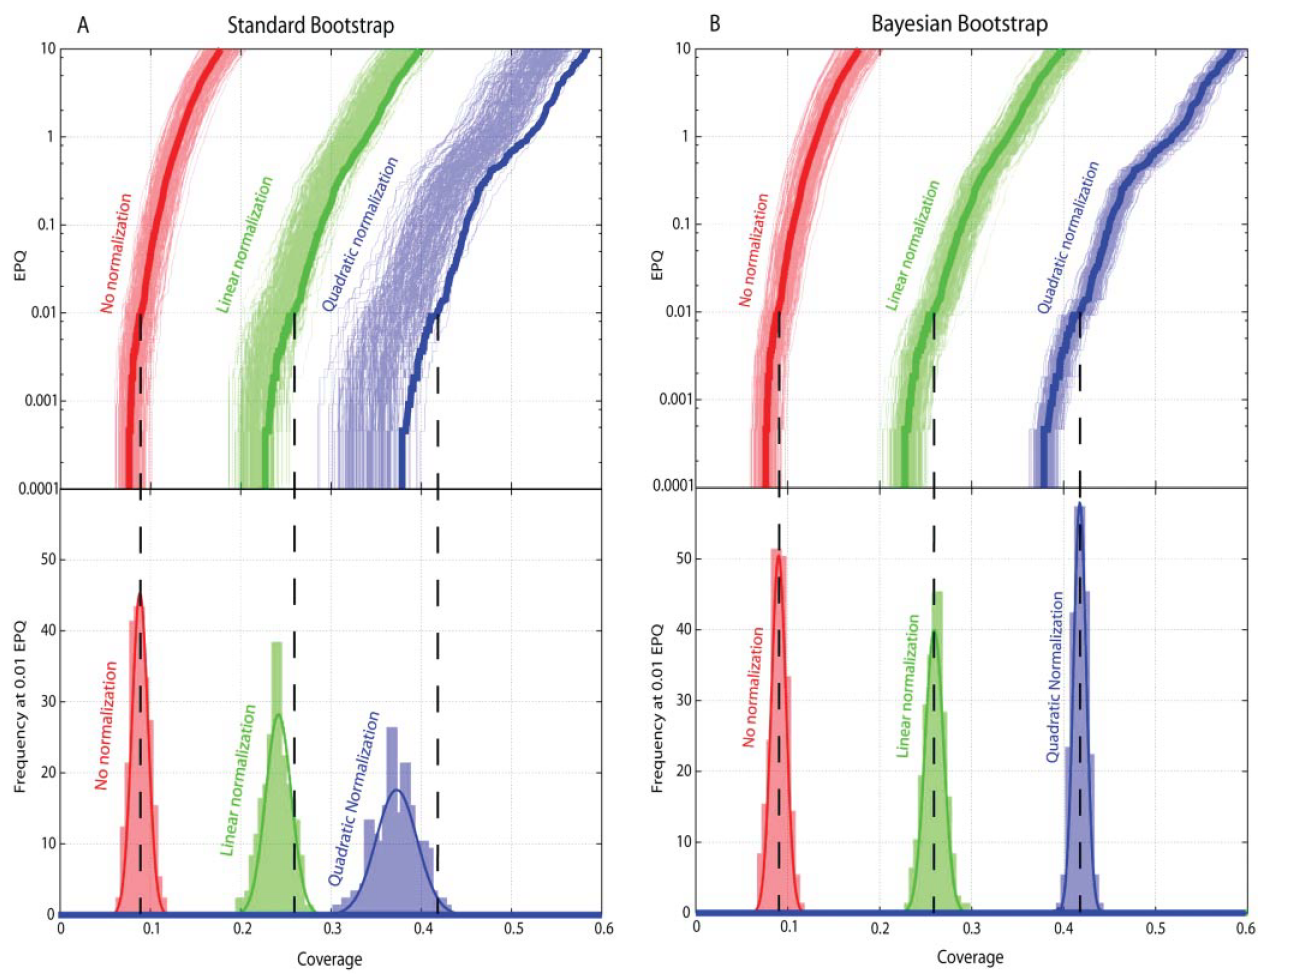 A
Standard Bootstrap
10
1
0.1
0.01
0.001
0.0001
EPQ
No normalization
Linear normalization
Quadratic normalization
50
40
30
20
10
0
Frequency at 0.01 EPQ
No normalization
Linear normalization
Quadratic Normalization
0 0.1 0.2 0.3 0.4 0.5 0.6
Coverage
B
Bayesian Bootstrap
10
1
0.1
0.01
0.001
0.0001
EPQ
No normalization
Linear normalization
Quadratic normalization
50
40
30
20
10
0
Frequency at 0.01 EPQ
No normalization
Linear normalization
Quadratic Normalization
0 0.1 0.2 0.3 0.4 0.5 0.6
Coverage